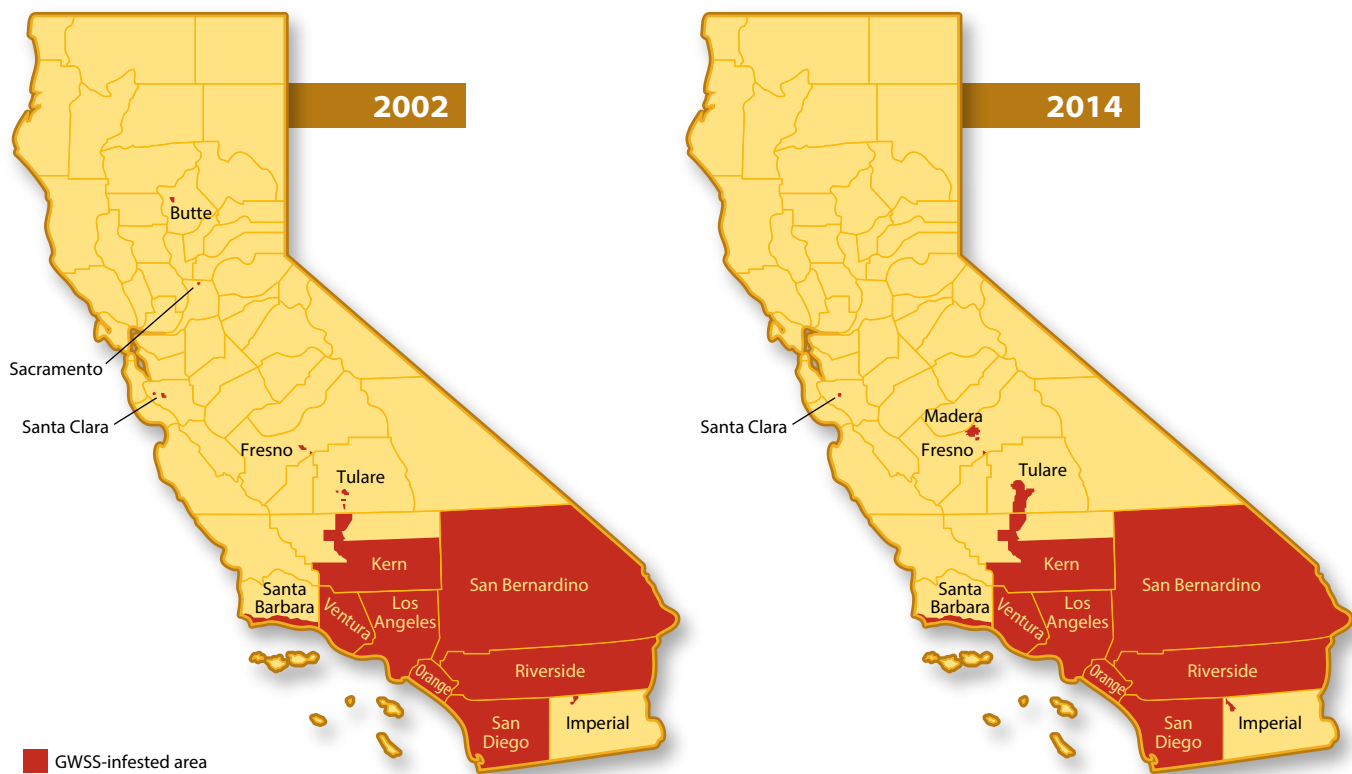 2002
Butte
Sacramento
Santa Clara
Fresno
Tulare
Kern
San Bernardino
Santa
Barbara
Ventura
Los
Angeles
Orange
Riverside
San
Diego
Imperial
GWSS-infested area
2014
Santa Clara
Madera
Fresno
Tulare
Kern
San Bernardino
Santa
Barbara
Ventura
Los
Angeles
Orange
Riverside
San
Diego
Imperial